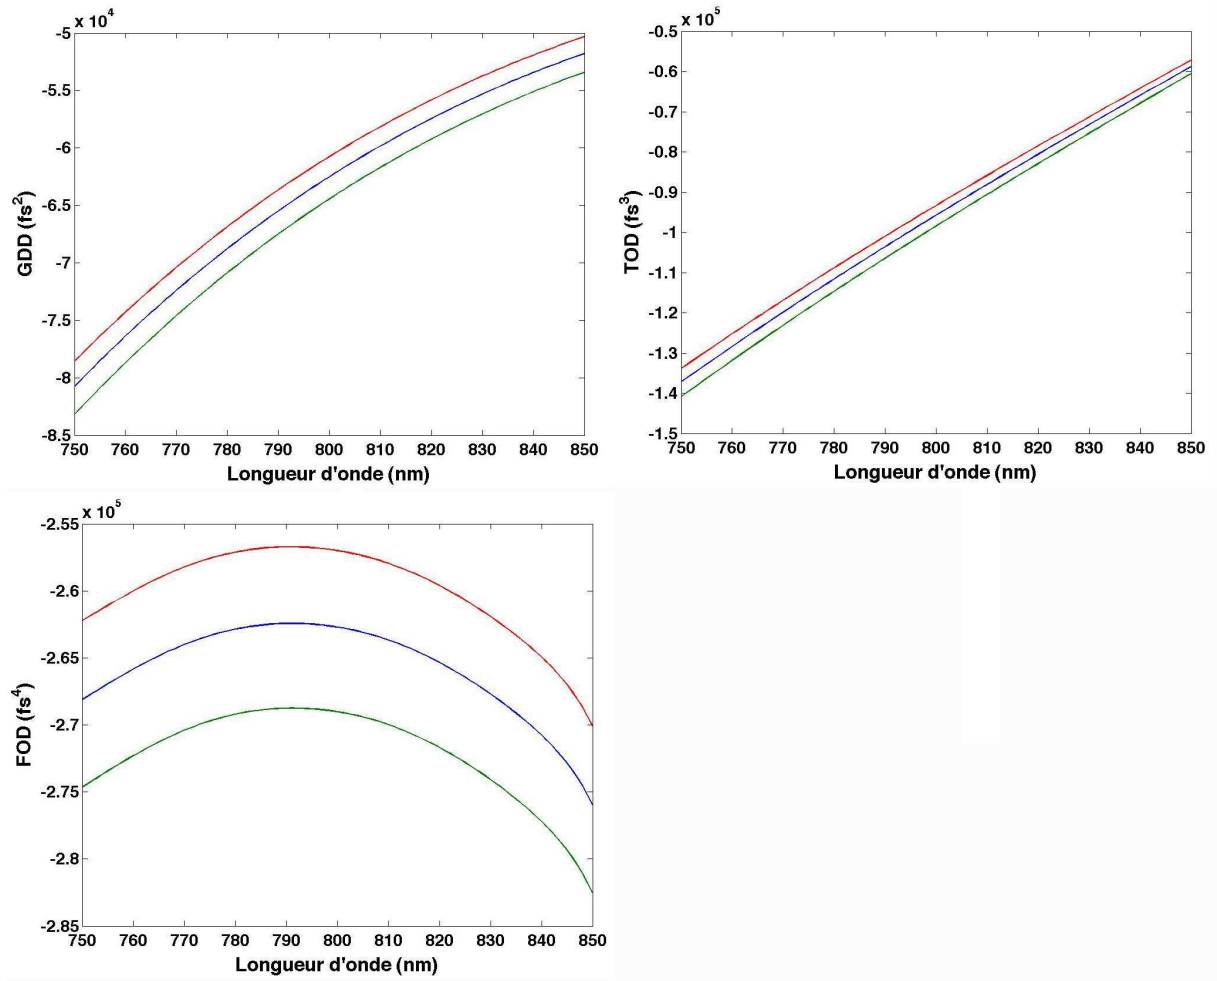 x 10^4
-5
-5.5
-6
-6.5
-7
-7.5
-8
-8.5
GDD (fs^2)
750 760 770 780 790 800 810 820 830 840 850
Longueur d'onde (nm)
x 10^5
-0.5
-0.6
-0.7
-0.8
-0.9
-1
-1.1
-1.2
-1.3
-1.4
-1.5
TOD (fs^3)
750 760 770 780 790 800 810 820 830 840 850
Longueur d'onde (nm)
x 10^5
-2.55
-2.6
-2.65
-2.7
-2.75
-2.8
-2.85
FOD (fs^4)
750 760 770 780 790 800 810 820 830 840 850
Longueur d'onde (nm)